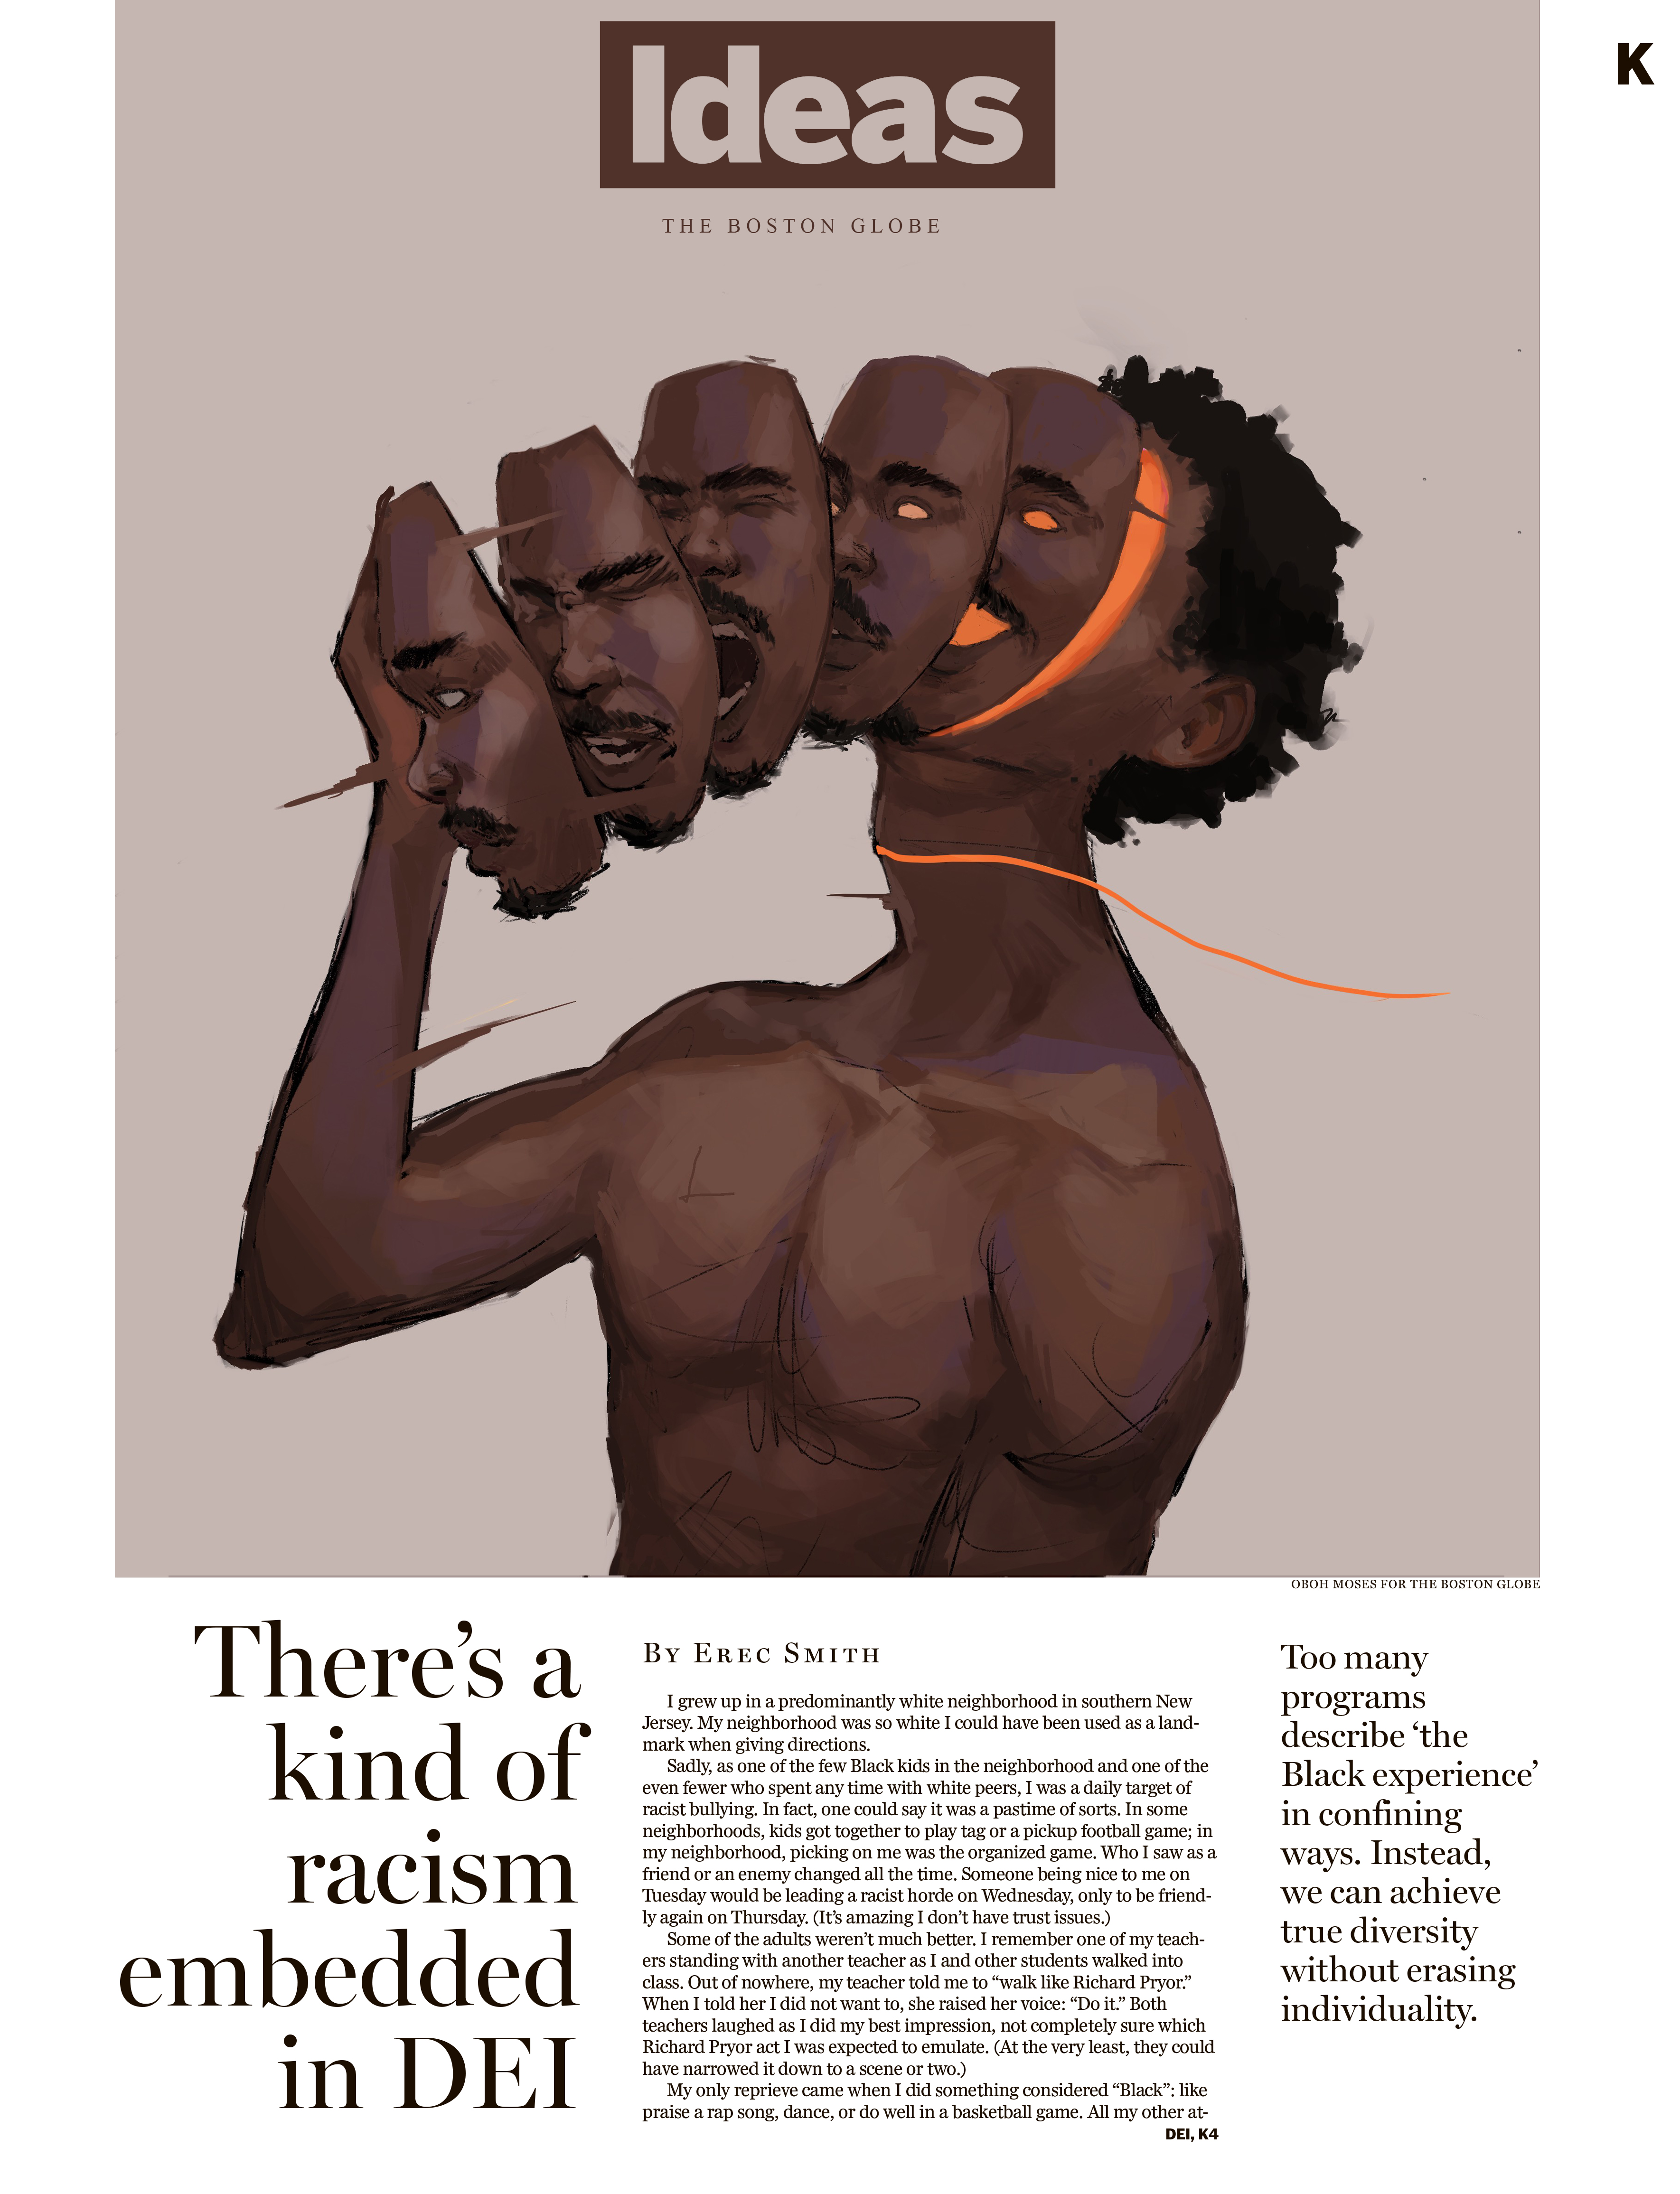 Ideas
K
THE BOSTON GLOBE
OBOH MOSES FOR THE BOSTON GLOBE
There’s a
kind of
racism
embedded
in DEI
By Erec Smith
I grew up in a predominantly white neighborhood in southern New
Jersey. My neighborhood was so white I could have been used as a land-
mark when giving directions.
Sadly, as one of the few Black kids in the neighborhood and one of the
even fewer who spent any time with white peers, I was a daily target of
racist bullying. In fact, one could say it was a pastime of sorts. In some
neighborhoods, kids got together to play tag or a pickup football game; in
my neighborhood, picking on me was the organized game. Who I saw as a
friend or an enemy changed all the time. Someone being nice to me on
Tuesday would be leading a racist horde on Wednesday, only to be friend-
ly again on Thursday. (It’s amazing I don’t have trust issues.)
Some of the adults weren’t much better. I remember one of my teach-
ers standing with another teacher as I and other students walked into
class. Out of nowhere, my teacher told me to “walk like Richard Pryor.”
When I told her I did not want to, she raised her voice: “Do it.” Both
teachers laughed as I did my best impression, not completely sure which
Richard Pryor act I was expected to emulate. (At the very least, they could
have narrowed it down to a scene or two.)
My only reprieve came when I did something considered “Black”: like
praise a rap song, dance, or do well in a basketball game. All my other at-
DEI, K4
Too many
programs
describe ‘the
Black experience’
in confining
ways. Instead,
we can achieve
true diversity
without erasing
individuality.